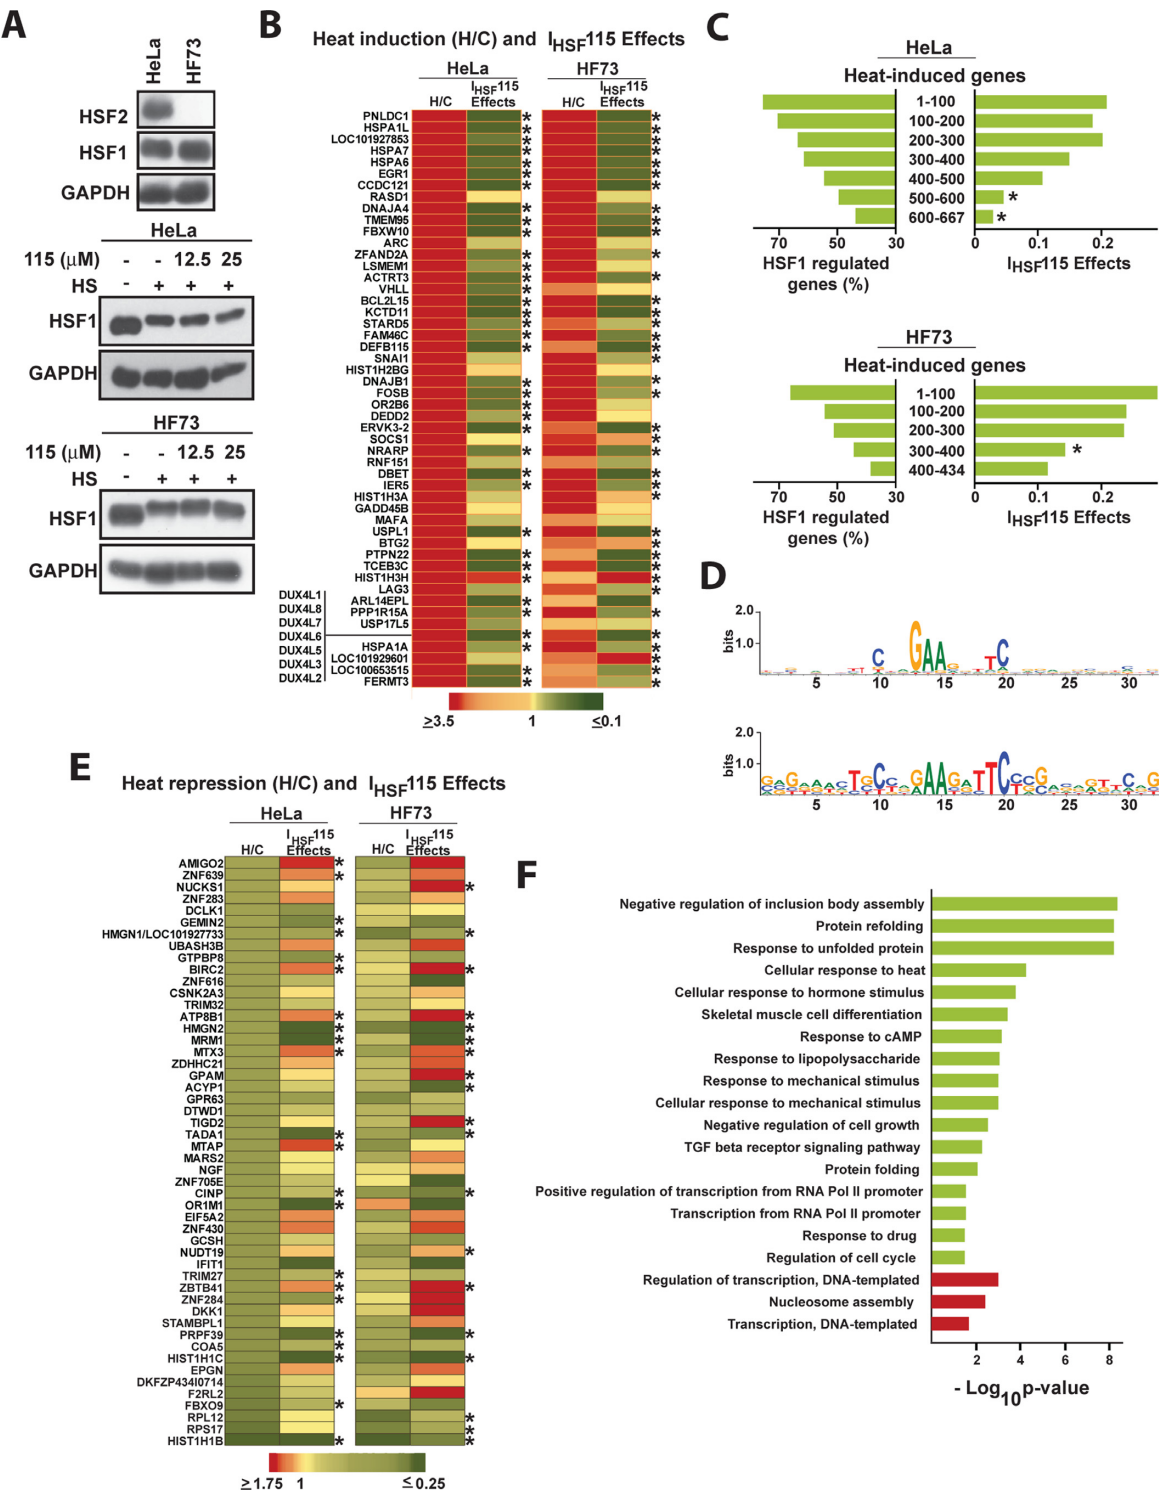 A
HeLa
HF73
HSF2
HSF1
GAPDH
HeLa
115 (μM) - - 12.5 25
HS - + + +
HSF1
GAPDH
HF73
115 (μM) - - 12.5 25
HS - + + +
HSF1
GAPDH
B
Heat induction (H/C) and IHSF115 Effects
HeLa HF73
H/C IHSF115 Effects H/C IHSF115 Effects
PNLDC1 * *
HSPA1L * *
LOC101927853 * *
HSPA7 * *
HSPA6 * *
EGR1 * *
CCDC121 * *
RASD1
DNAJA4 * *
TMEM95 * *
FBXW10 * *
ARC
ZFAND2A * *
LSMEM1 *
ACTRT3 * *
VHLL *
BCL2L15 * *
KCTD11 * *
STARD5 * *
FAM46C * *
DEFB115 * *
SNAI1 *
HIST1H2BG
DNAJB1 * *
FOSB * *
OR2B6 *
DEDD2 *
ERVK3-2 * *
SOCS1 *
NRARP * *
RNF151
DBET * *
IER5 * *
HIST1H3A *
GADD45B
MAFA
USPL1 * *
BTG2 *
PTPN22 * *
TCEB3C * *
HIST1H3H * *
LAG3 *
ARL14EPL * *
PPP1R15A * *
USP17L5
DUX4L1
DUX4L8
DUX4L7
DUX4L6 * *
DUX4L5
DUX4L3
DUX4L2
HSPA1A * *
LOC101929601 *
LOC100653515 * *
FERMT3 * *
≥3.5 1 ≤0.1
C
HeLa
Heat-induced genes
1-100
100-200
200-300
300-400
400-500
500-600 *
600-667 *
70 50 30 0 0.1 0.2
HSF1 regulated genes (%) IHSF115 Effects
HF73
Heat-induced genes
1-100
100-200
200-300
300-400 *
400-434
70 50 30 0 0.1 0.2
HSF1 regulated genes (%) IHSF115 Effects
D
bits
2.0
1.0
C GAA TC
5 10 15 20 25 30
bits
2.0
1.0
5 10 15 20 25 30
E
Heat repression (H/C) and IHSF115 Effects
HeLa HF73
H/C IHSF115 Effects H/C IHSF115 Effects
AMIGO2 *
ZNF639 *
NUCKS1 *
ZNF283
DCLK1
GEMIN2 *
HMGN1/LOC101927733 * *
UBASH3B
GTPBP8 *
BIRC2 * *
ZNF616
CSNK2A3
TRIM32
ATP8B1 * *
HMGN2 * *
MRM1 * *
MTX3 * *
ZDHHC21
GPAM *
ACYP1 *
GPR63
DTWD1
TIGD2 *
TADA1 * *
MTAP *
MARS2
NGF
ZNF705E
CINP * *
OR1M1 *
EIF5A2
ZNF430
GCSH
NUDT19 *
IFIT1
TRIM27 *
ZBTB41 * *
ZNF284 *
DKK1
STAMBPL1
PRPF39 * *
COA5 *
HIST1H1C * *
EPGN
DKFZP434I0714
F2RL2
FBXO9 *
RPL12 *
RPS17 *
HIST1H1B * *
≥1.75 1 ≤0.25
F
Negative regulation of inclusion body assembly
Protein refolding
Response to unfolded protein
Cellular response to heat
Cellular response to hormone stimulus
Skeletal muscle cell differentiation
Response to cAMP
Response to lipopolysaccharide
Response to mechanical stimulus
Cellular response to mechanical stimulus
Negative regulation of cell growth
TGF beta receptor signaling pathway
Protein folding
Positive regulation of transcription from RNA Pol II promoter
Transcription from RNA Pol II promoter
Response to drug
Regulation of cell cycle
Regulation of transcription, DNA-templated
Nucleosome assembly
Transcription, DNA-templated
2 4 6 8
- Log10p-value